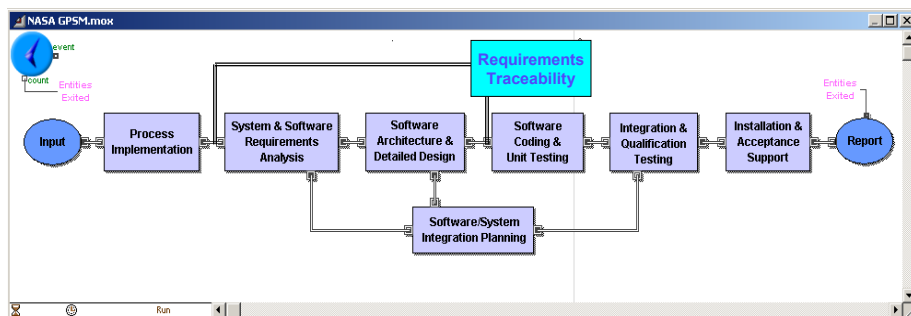 NASA GPSM.mox
event
count
Entities
Exited
Requirements
Traceability
Entities
Exited
Input
Process
Implementation
System & Software
Requirements
Analysis
Software
Architecture &
Detailed Design
Software
Coding &
Unit Testing
Integration &
Qualification
Testing
Installation &
Acceptance
Support
Report
Software/System
Integration Planning
Run